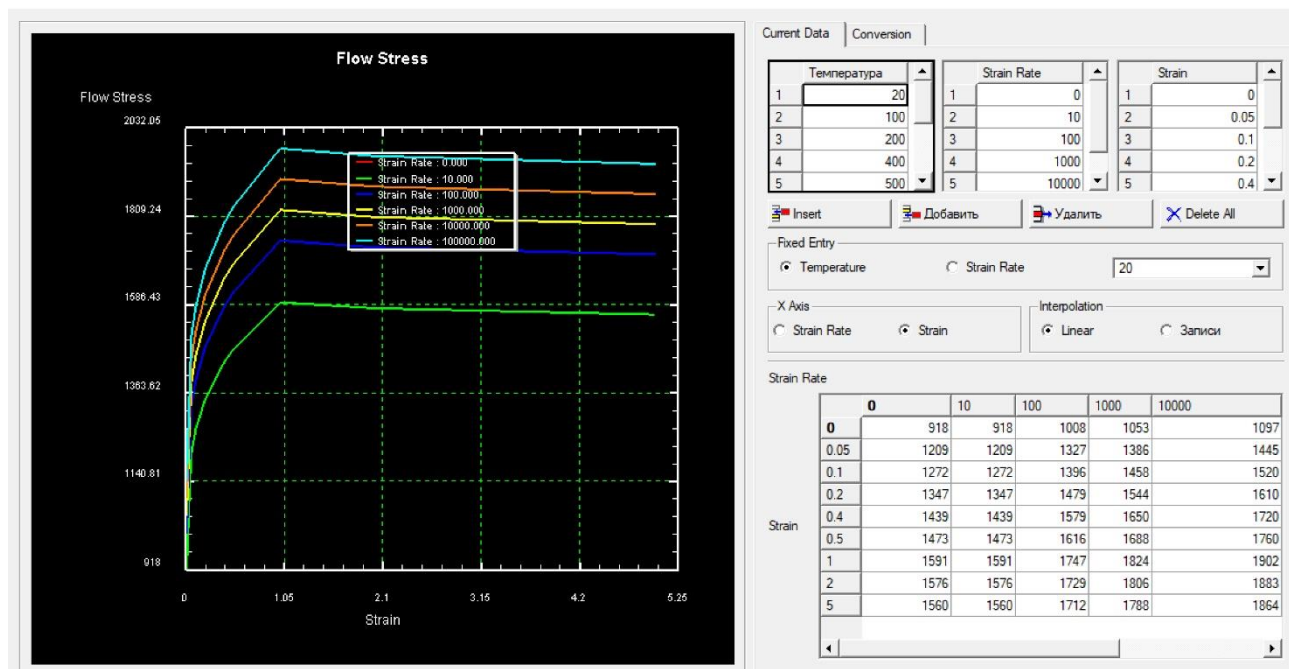 Flow Stress
Flow Stress
2032.05
1809.24
1586.43
1363.62
1140.81
918
0 1.05 2.1 3.15 4.2 5.25
Strain
Strain Rate : 0.000
Strain Rate : 10.000
Strain Rate : 100.000
Strain Rate : 1000.000
Strain Rate : 10000.000
Strain Rate : 100000.000
Current Data Conversion
Температура Strain Rate Strain
1 20 1 0 1 0
2 100 2 10 2 0.05
3 200 3 100 3 0.1
4 400 4 1000 4 0.2
5 500 5 10000 5 0.4
Insert Добавить Удалить Delete All
Fixed Entry
Temperature Strain Rate 20
X Axis Interpolation
Strain Rate Strain Linear Записи
Strain Rate
0 10 100 1000 10000
0 918 918 1008 1053 1097
0.05 1209 1209 1327 1386 1445
0.1 1272 1272 1396 1458 1520
0.2 1347 1347 1479 1544 1610
0.4 1439 1439 1579 1650 1720
Strain
0.5 1473 1473 1616 1688 1760
1 1591 1591 1747 1824 1902
2 1576 1576 1729 1806 1883
5 1560 1560 1712 1788 1864